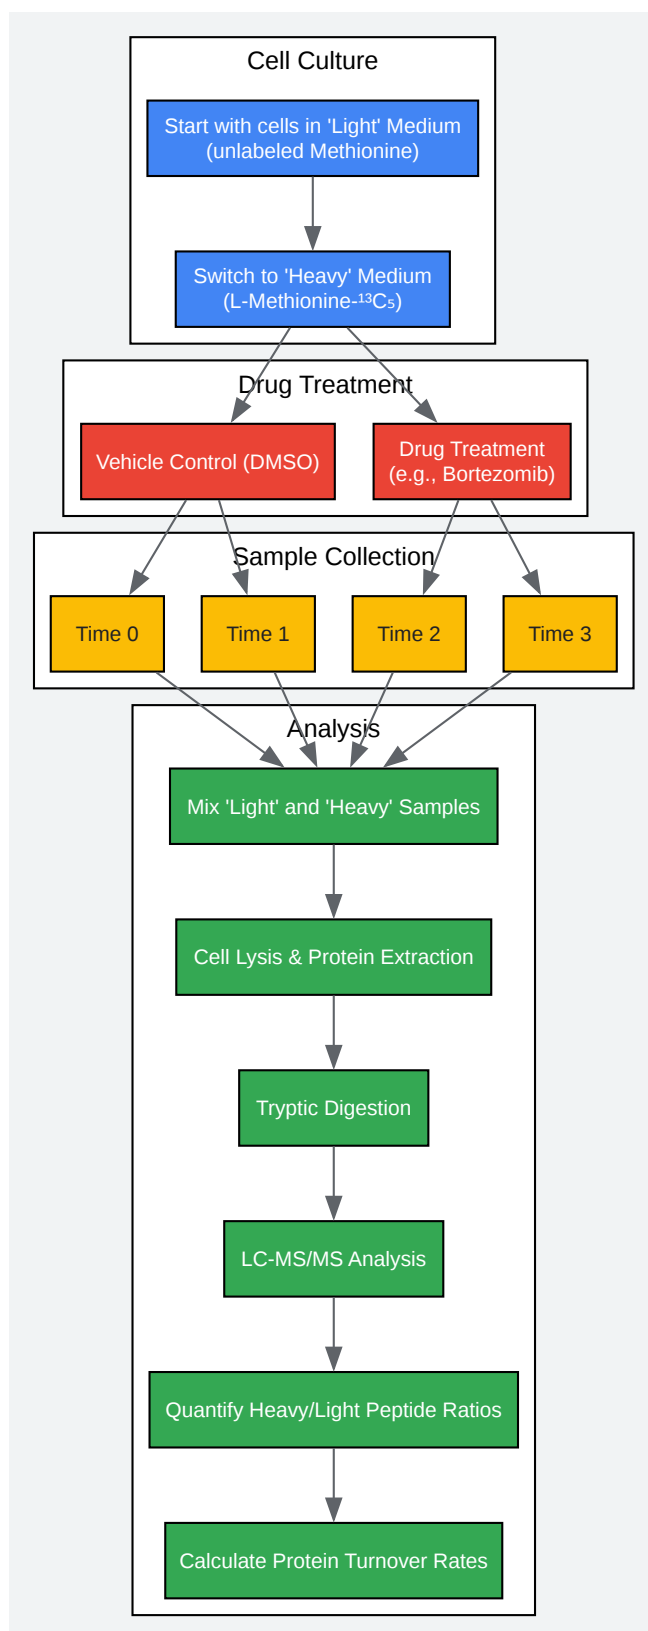 Cell Culture
Start with cells in 'Light' Medium
(unlabeled Methionine)
Switch to 'Heavy' Medium
(L-Methionine-¹³C₅)
Drug Treatment
Vehicle Control (DMSO)
Drug Treatment
(e.g., Bortezomib)
Sample Collection
Time 0
Time 1
Time 2
Time 3
Analysis
Mix 'Light' and 'Heavy' Samples
Cell Lysis & Protein Extraction
Tryptic Digestion
LC-MS/MS Analysis
Quantify Heavy/Light Peptide Ratios
Calculate Protein Turnover Rates